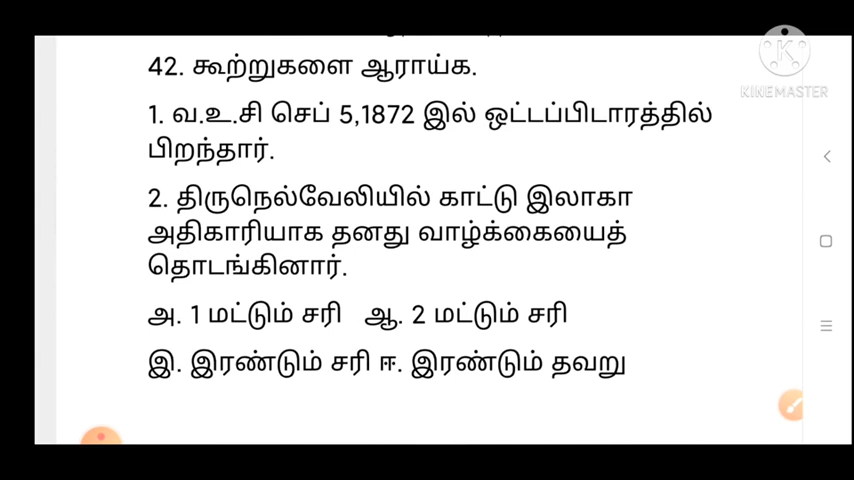 42. கூற்றுகளை ஆராய்க.
KINEMASTER
1. வ.உ.சி செப் 5,1872 இல் ஒட்டப்பிடாரத்தில்
பிறந்தார்.
2. திருநெல்வேலியில் காட்டு இலாகா
அதிகாரியாக தனது வாழ்க்கையைத்
தொடங்கினார்.
அ. 1 மட்டும் சரி ஆ. 2 மட்டும் சரி
இ. இரண்டும் சரி ஈ. இரண்டும் தவறு